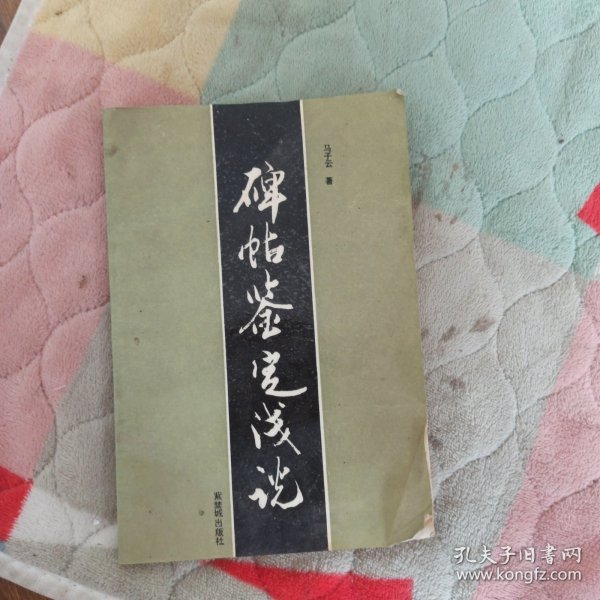 马子云 著
碑帖鉴定浅说
紫禁城出版社
孔夫子旧书网
www.kongfz.com